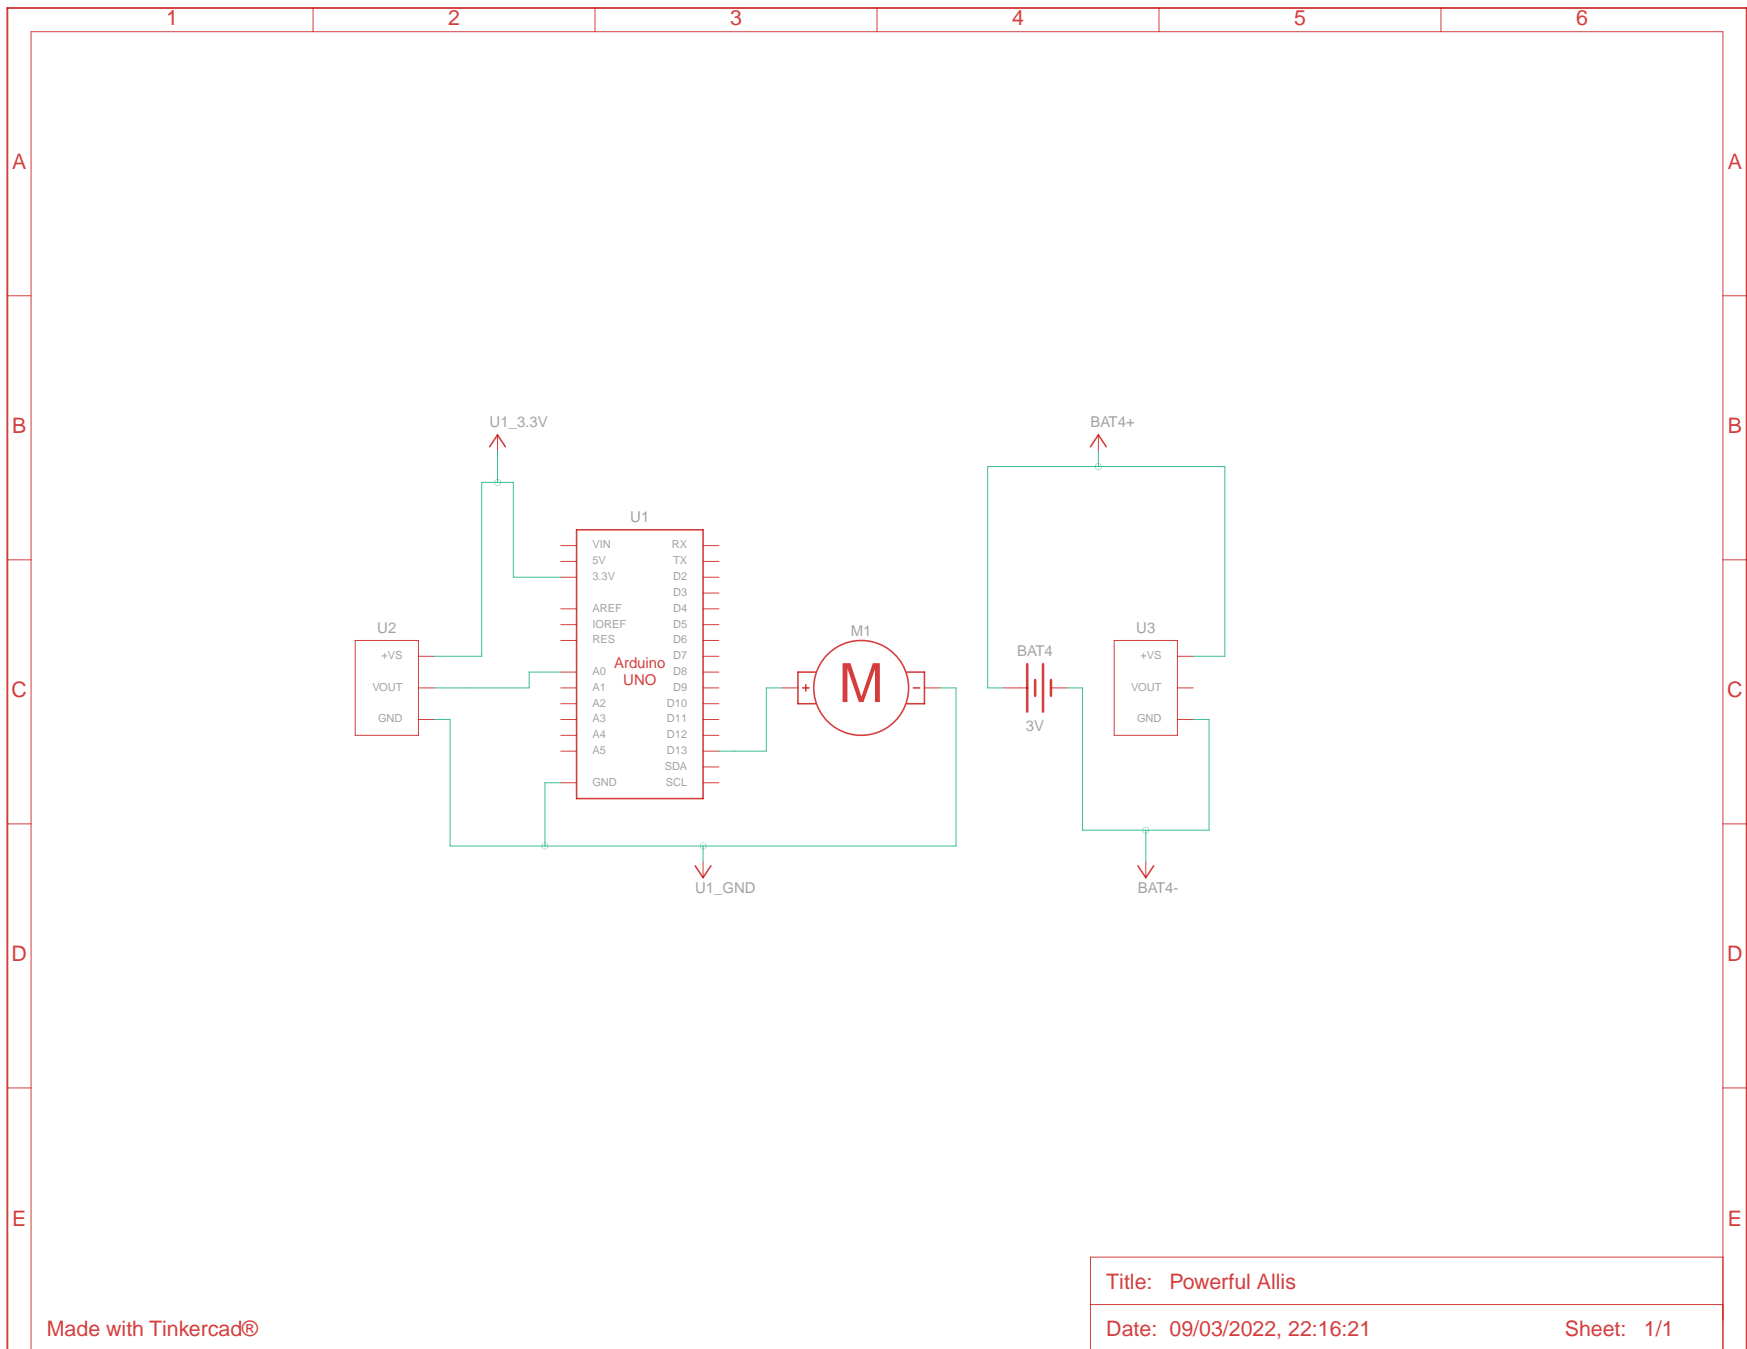 1 2 3 4 5 6
A A
B B
C C
D D
E E
U1_3.3V
BAT4+
U1
VIN RX
5V TX
3.3V D2
D3
AREF D4
IOREF D5
RES D6
D7
A0 D8
A1 D9
A2 D10
A3 D11
A4 D12
A5 D13
SDA
GND SCL
Arduino
UNO
U2
+VS
VOUT
GND
M1
+ M -
BAT4
3V
U3
+VS
VOUT
GND
U1_GND
BAT4-
Title: Powerful Allis
Made with Tinkercad®
Date: 09/03/2022, 22:16:21 Sheet: 1/1